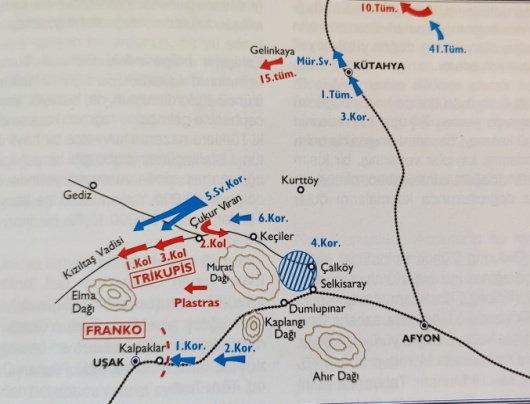 10.Tüm.
41.Tüm.
Gelinkaya
15.tüm.
Mür.Sv.
KÜTAHYA
1.Tüm.
3.Kor.
Kurttöy
Gediz
5.Sv.Kor.
Çukur Viran
6.Kor.
Keçiler
Kızıltaş Vadisi
1.Kol
3.Kol
2.Kol
TRİKUPİS
4.Kor.
Murat
Dağı
Çalköy
Selkisaray
Elma
Dağı
Plastras
Dumlupınar
FRANKO
Kaplangı
Dağı
AFYON
Kalpaklar
UŞAK
1.Kor.
2.Kor.
Ahır Dağı